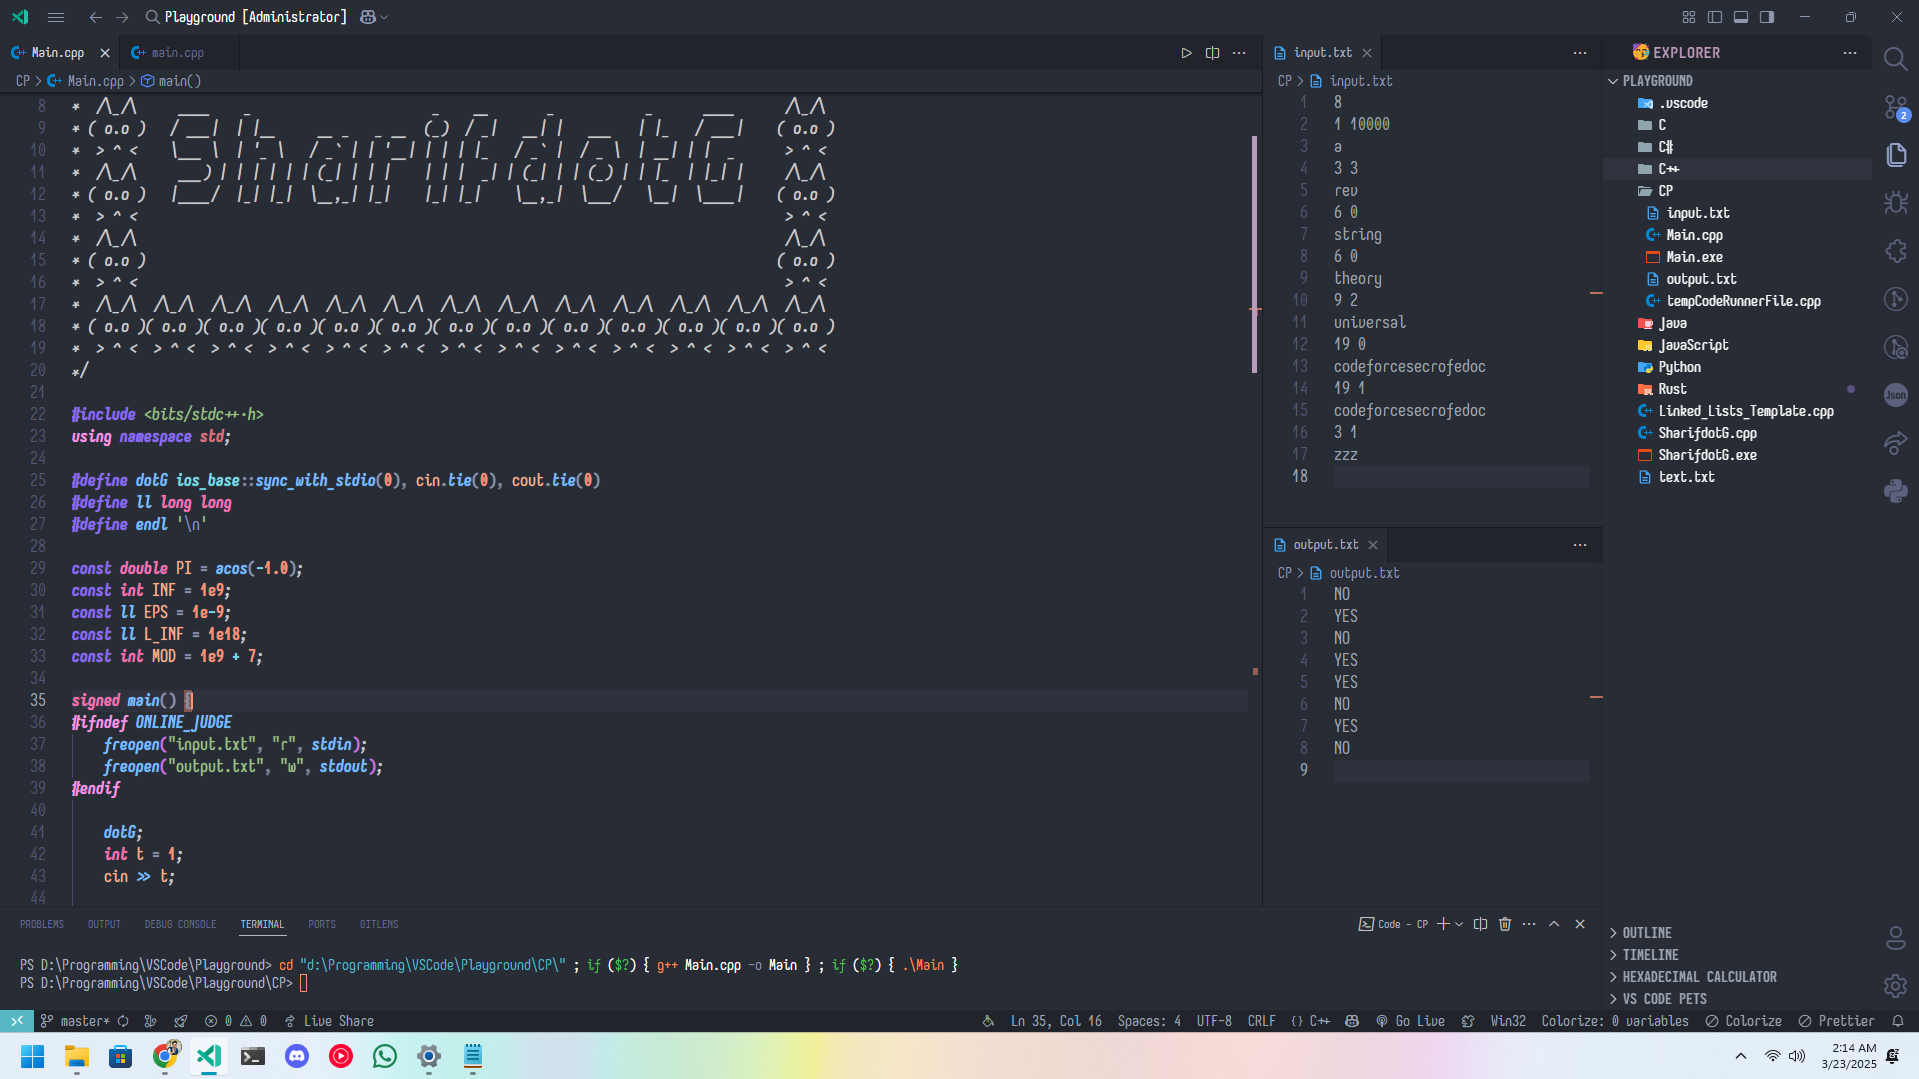 Playground [Administrator]
Main.cpp
main.cpp
CP > Main.cpp > main()
8 * /\_/\ /\_/\
9 * ( o.o ) ( o.o )
10 * > ^ < > ^ <
11 * /\_/\ /\_/\
12 * ( o.o ) ( o.o )
13 * > ^ < > ^ <
14 * /\_/\ /\_/\
15 * ( o.o ) ( o.o )
16 * > ^ < > ^ <
17 * /\_/\ /\_/\ /\_/\ /\_/\ /\_/\ /\_/\ /\_/\ /\_/\ /\_/\ /\_/\ /\_/\ /\_/\ /\_/\
18 * ( o.o )( o.o )( o.o )( o.o )( o.o )( o.o )( o.o )( o.o )( o.o )( o.o )( o.o )( o.o )( o.o )
19 * > ^ < > ^ < > ^ < > ^ < > ^ < > ^ < > ^ < > ^ < > ^ < > ^ < > ^ < > ^ < > ^ <
20 */
21
22 #include <bits/stdc++.h>
23 using namespace std;
24
25 #define dotG ios_base::sync_with_stdio(0), cin.tie(0), cout.tie(0)
26 #define ll long long
27 #define endl '\n'
28
29 const double PI = acos(-1.0);
30 const int INF = 1e9;
31 const ll EPS = 1e-9;
32 const ll L_INF = 1e18;
33 const int MOD = 1e9 + 7;
34
35 signed main() {
36 #ifndef ONLINE_JUDGE
37 freopen("input.txt", "r", stdin);
38 freopen("output.txt", "w", stdout);
39 #endif
40
41 dotG;
42 int t = 1;
43 cin >> t;
44
input.txt
CP > input.txt
1 8
2 1 10000
3 a
4 3 3
5 rev
6 6 0
7 string
8 6 0
9 theory
10 9 2
11 universal
12 19 0
13 codeforcesecrofedoc
14 19 1
15 codeforcesecrofedoc
16 3 1
17 zzz
18
output.txt
CP > output.txt
1 NO
2 YES
3 NO
4 YES
5 YES
6 NO
7 YES
8 NO
9
EXPLORER
PLAYGROUND
.vscode
C
C#
C++
CP
input.txt
Main.cpp
Main.exe
output.txt
tempCodeRunnerFile.cpp
Java
JavaScript
Python
Rust
Linked_Lists_Template.cpp
SharifdotG.cpp
SharifdotG.exe
text.txt
OUTLINE
TIMELINE
HEXADECIMAL CALCULATOR
VS CODE PETS
2
Json
PROBLEMS OUTPUT DEBUG CONSOLE TERMINAL PORTS GITLENS
Code - CP
PS D:\Programming\VSCode\Playground> cd "d:\Programming\VSCode\Playground\CP\" ; if ($?) { g++ Main.cpp -o Main } ; if ($?) { .\Main }
PS D:\Programming\VSCode\Playground\CP>
master* 0 0 Live Share
Ln 35, Col 16 Spaces: 4 UTF-8 CRLF {} C++ Go Live Win32 Colorize: 0 variables Colorize Prettier
2:14 AM
3/23/2025